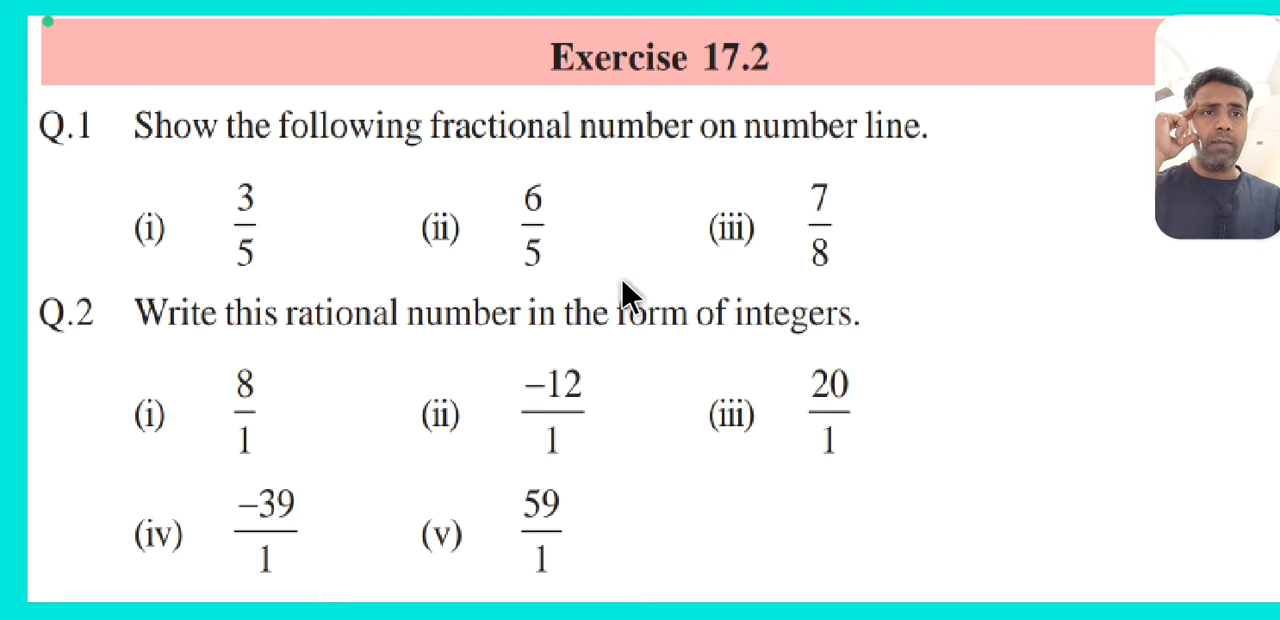 Exercise 17.2
Q.1 Show the following fractional number on number line.
(i) 3/5 (ii) 6/5 (iii) 7/8
Q.2 Write this rational number in the form of integers.
(i) 8/1 (ii) –12/1 (iii) 20/1
(iv) –39/1 (v) 59/1